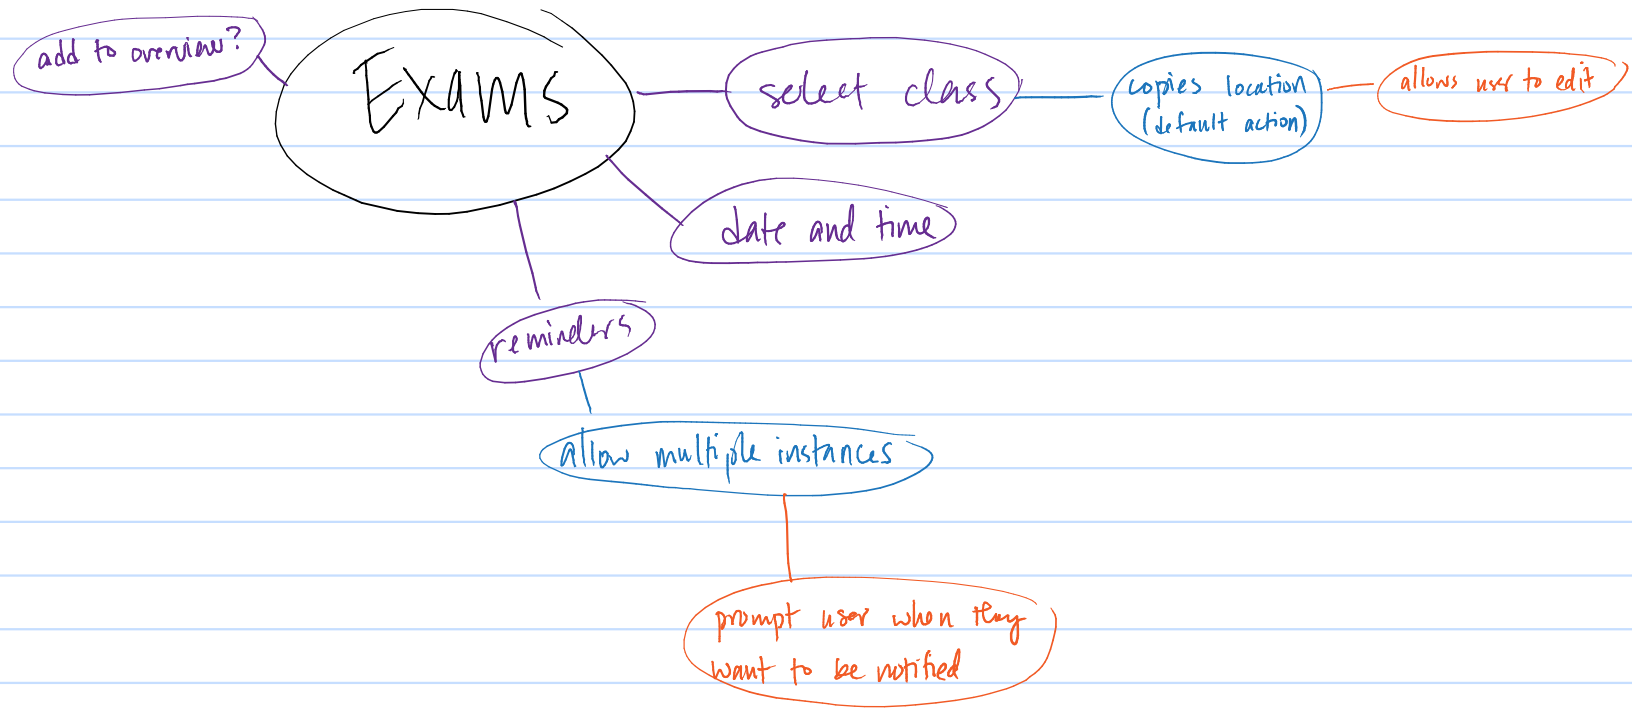 add to overview?
Exams
select class
copies location
(default action)
allows user to edit
date and time
reminders
allow multiple instances
prompt user when they
want to be notified